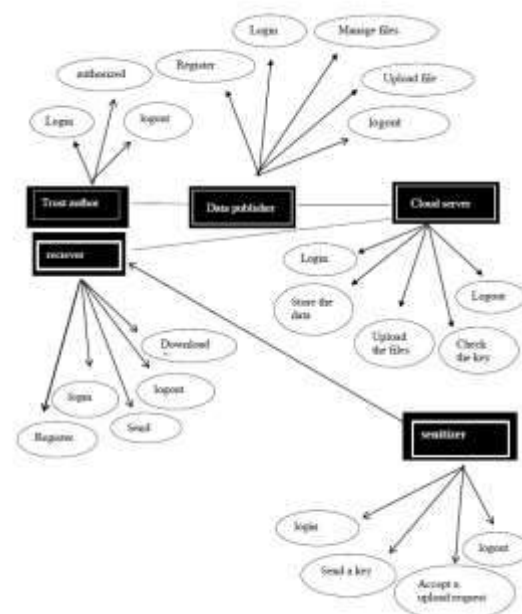 Login
Manage files
authorized
Register
Upload file
Login
logout
logout
Trust author
Data publisher
Cloud server
reciever
Login
Store the
data
Logout
Upload
the files
Check
the key
Download
login
logout
Register
Send
senitizer
login
logout
Send a key
Accept a
upload request